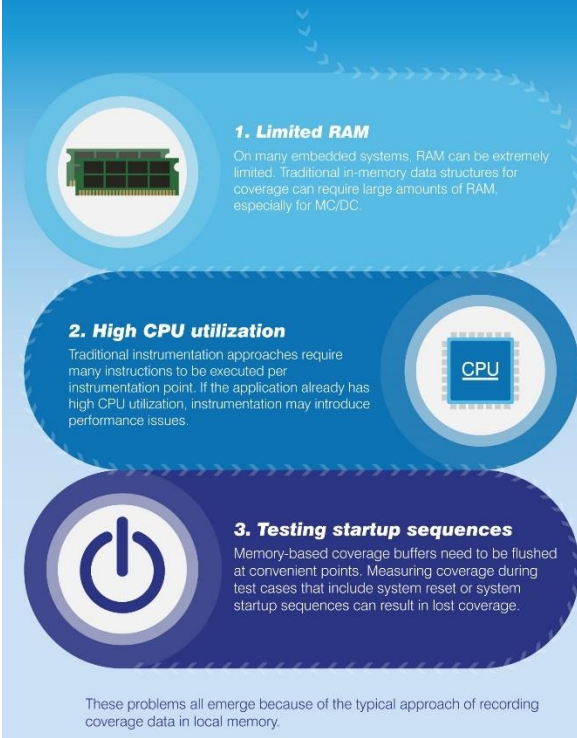 1. Limited RAM
On many embedded systems, RAM can be extremely
limited. Traditional in-memory data structures for
coverage can require large amounts of RAM,
especially for MC/DC.
2. High CPU utilization
Traditional instrumentation approaches require
many instructions to be executed per
instrumentation point. If the application already has
high CPU utilization, instrumentation may introduce
performance issues.
CPU
3. Testing startup sequences
Memory-based coverage buffers need to be flushed
at convenient points. Measuring coverage during
test cases that include system reset or system
startup sequences can result in lost coverage.
These problems all emerge because of the typical approach of recording
coverage data in local memory.